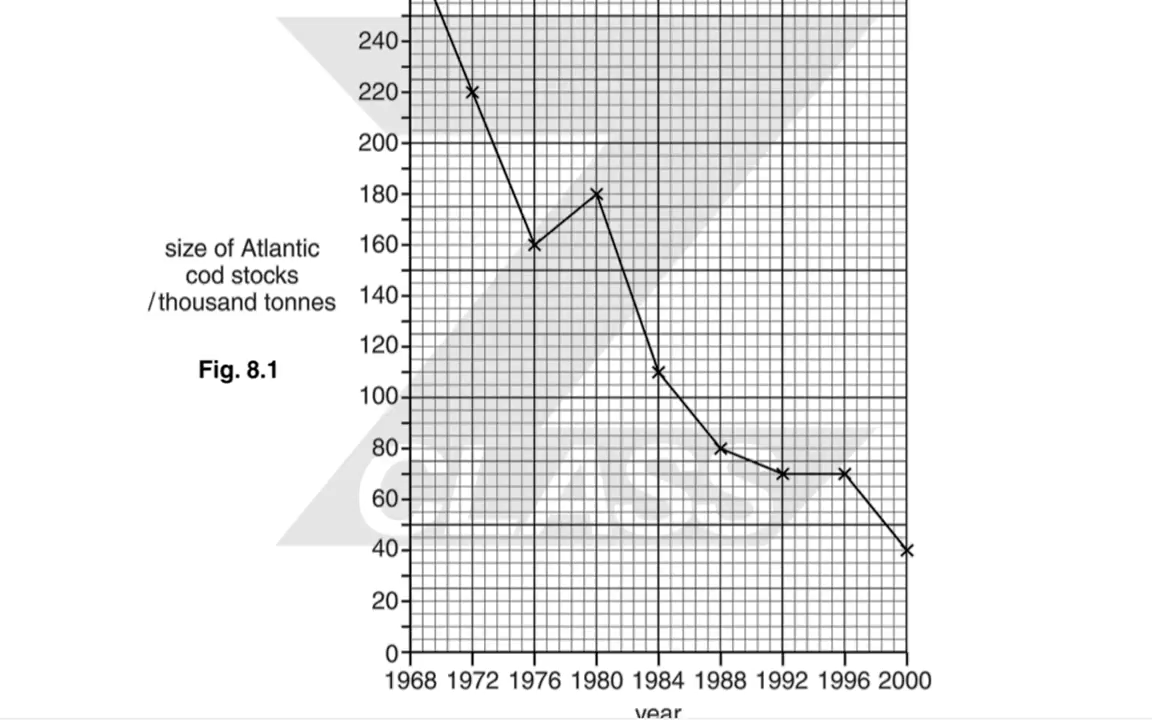 240
220
200
180
160
140
120
100
80
60
40
20
0
size of Atlantic
cod stocks
/thousand tonnes
Fig. 8.1
1968 1972 1976 1980 1984 1988 1992 1996 2000
year
CLASS